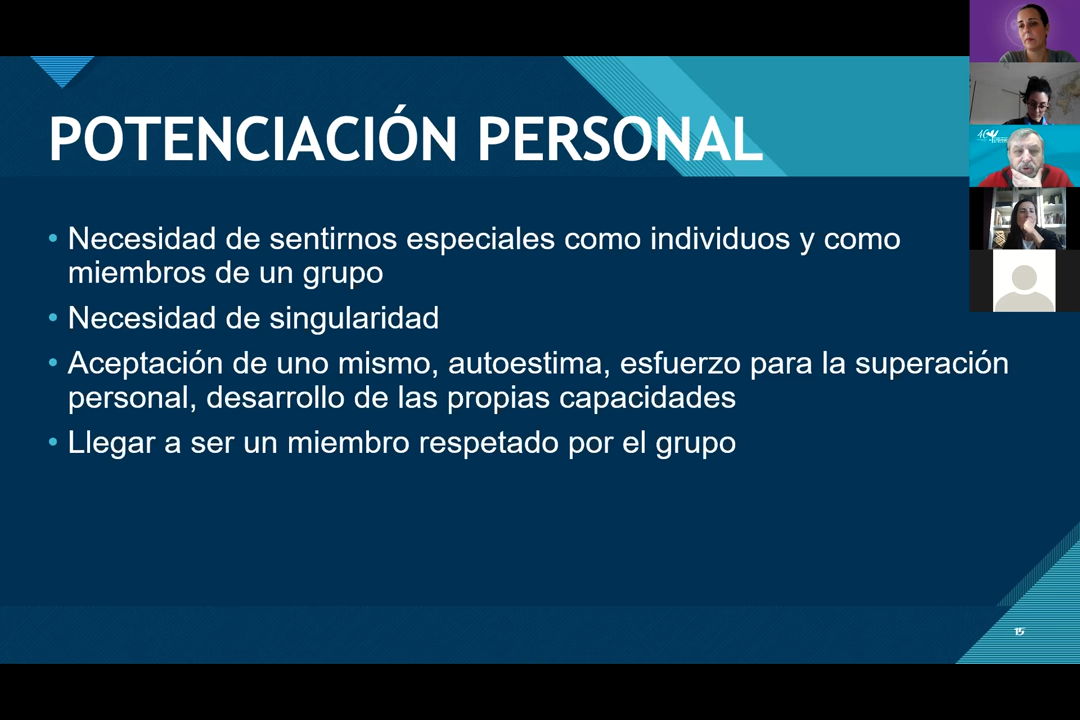 POTENCIACIÓN PERSONAL
• Necesidad de sentirnos especiales como individuos y como
miembros de un grupo
• Necesidad de singularidad
• Aceptación de uno mismo, autoestima, esfuerzo para la superación
personal, desarrollo de las propias capacidades
• Llegar a ser un miembro respetado por el grupo
15